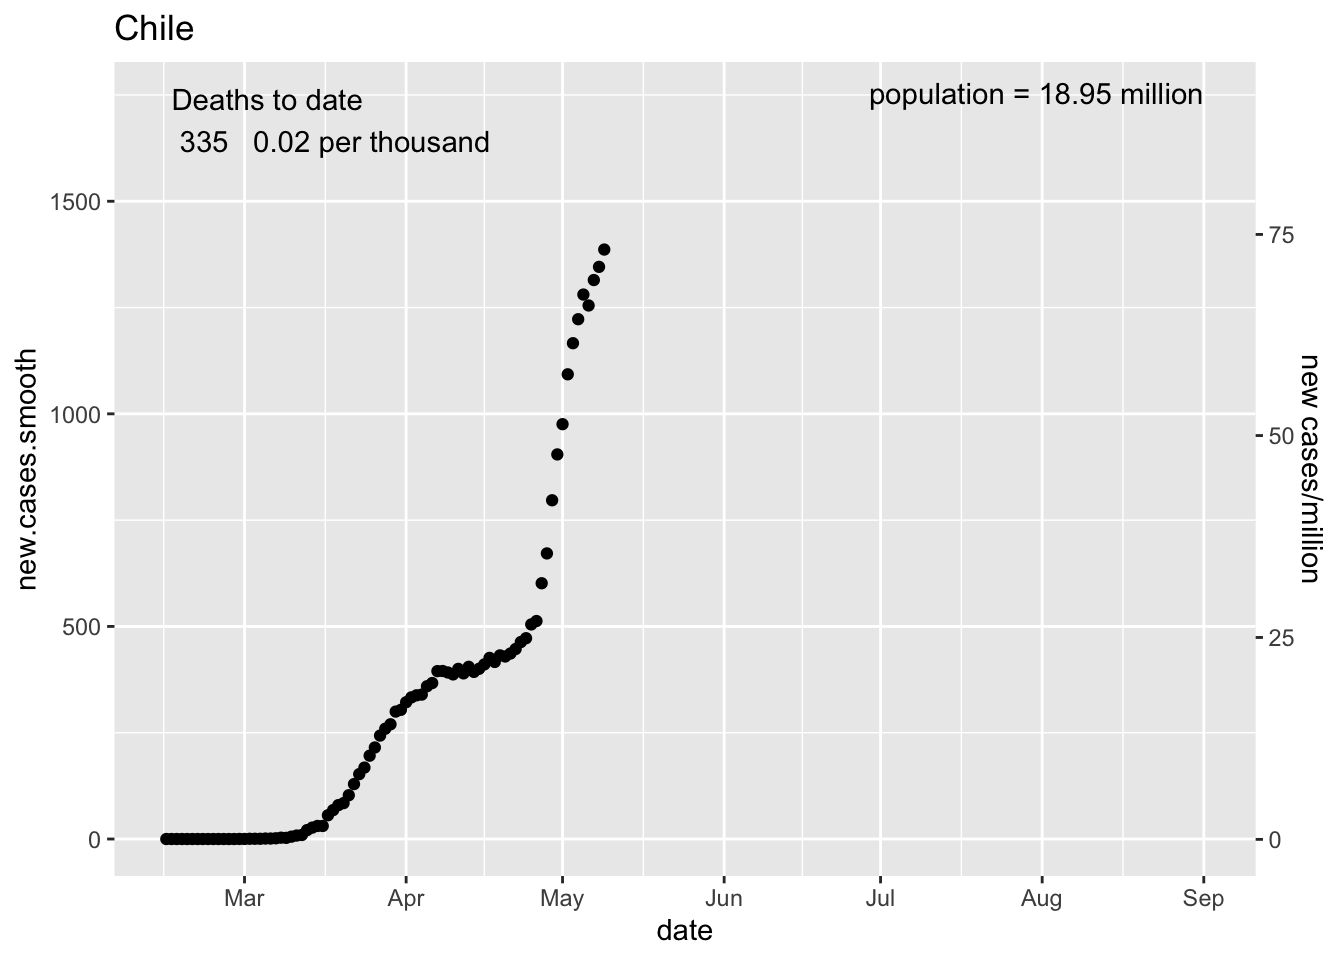 Chile
Deaths to date
335 0.02 per thousand
population = 18.95 million
new.cases.smooth
1500
1000
500
0
75
50
25
0
new cases/million
Mar Apr May Jun Jul Aug Sep
date